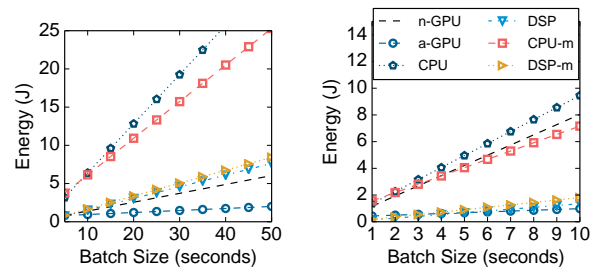 Energy (J)
25
20
15
10
5
0
10 20 30 40 50
Batch Size (seconds)
Energy (J)
14
12
10
8
6
4
2
0
1 2 3 4 5 6 7 8 9 10
Batch Size (seconds)
n-GPU
a-GPU
CPU
DSP
CPU-m
DSP-m